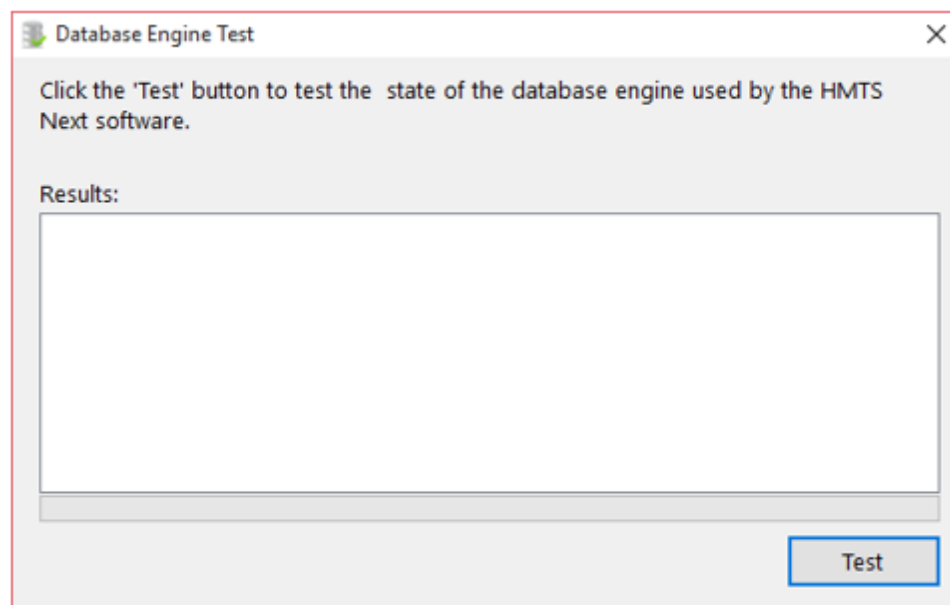 Database Engine Test
Click the 'Test' button to test the  state of the database engine used by the HMTS
Next software.
Results:
Test